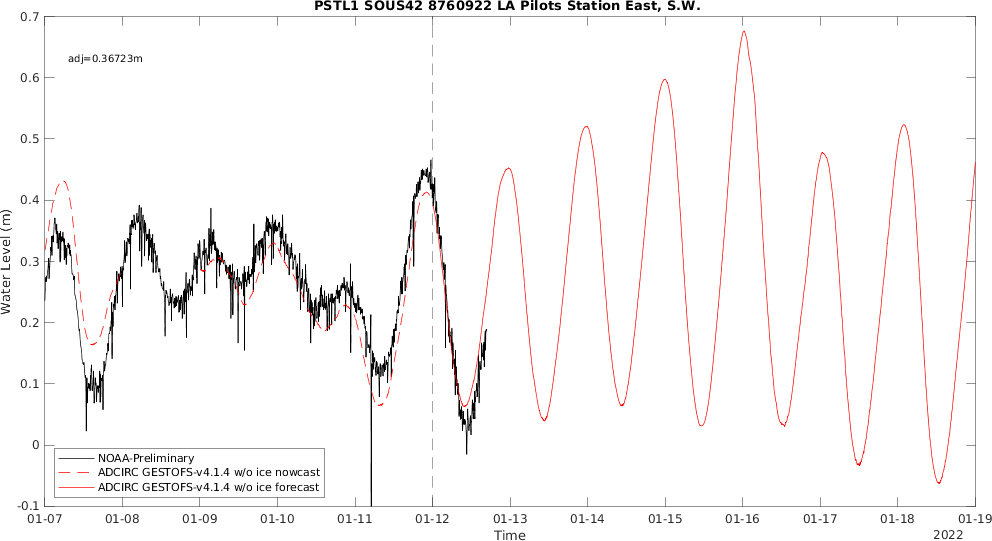 PSTL1 SOUS42 8760922 LA Pilots Station East, S.W.
adj=0.36723m
0.7
0.6
0.5
0.4
0.3
0.2
0.1
0
-0.1
Water Level (m)
NOAA-Preliminary
ADCIRC GESTOFS-v4.1.4 w/o ice nowcast
ADCIRC GESTOFS-v4.1.4 w/o ice forecast
01-07 01-08 01-09 01-10 01-11 01-12 01-13 01-14 01-15 01-16 01-17 01-18 01-19
Time
2022